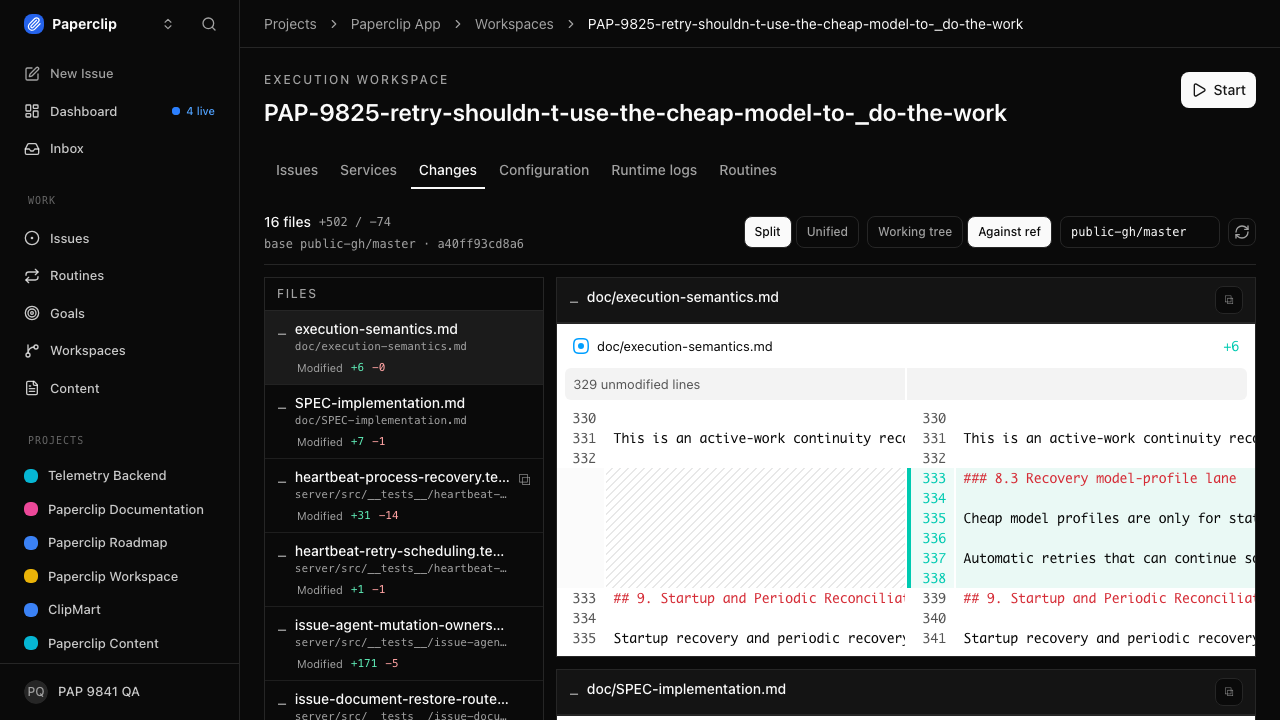 Paperclip
New Issue
Dashboard
4 live
Inbox
WORK
Issues
Routines
Goals
Workspaces
Content
PROJECTS
Telemetry Backend
Paperclip Documentation
Paperclip Roadmap
Paperclip Workspace
ClipMart
Paperclip Content
PQ PAP 9841 QA
Projects > Paperclip App > Workspaces > PAP-9825-retry-shouldn-t-use-the-cheap-model-to-_do-the-work
EXECUTION WORKSPACE
PAP-9825-retry-shouldn-t-use-the-cheap-model-to-_do-the-work
Start
Issues Services Changes Configuration Runtime logs Routines
16 files +502 / −74
base public-gh/master · a40ff93cd8a6
Split Unified Working tree Against ref public-gh/master
FILES
execution-semantics.md
doc/execution-semantics.md
Modified +6 −0
SPEC-implementation.md
doc/SPEC-implementation.md
Modified +7 −1
heartbeat-process-recovery.te...
server/src/__tests__/heartbeat-…
Modified +31 −14
heartbeat-retry-scheduling.te...
server/src/__tests__/heartbeat-…
Modified +1 −1
issue-agent-mutation-owners...
server/src/__tests__/issue-agen…
Modified +171 −5
issue-document-restore-route...
server/src/__tests__/issue-docu…
doc/execution-semantics.md
doc/execution-semantics.md +6
329 unmodified lines
330 330
331 This is an active-work continuity reco 331 This is an active-work continuity reco
332 332
333 ### 8.3 Recovery model-profile lane
334
335 Cheap model profiles are only for stat
336
337 Automatic retries that can continue so
338
333 ## 9. Startup and Periodic Reconciliat 339 ## 9. Startup and Periodic Reconciliat
334 340
335 Startup recovery and periodic recovery 341 Startup recovery and periodic recovery
doc/SPEC-implementation.md